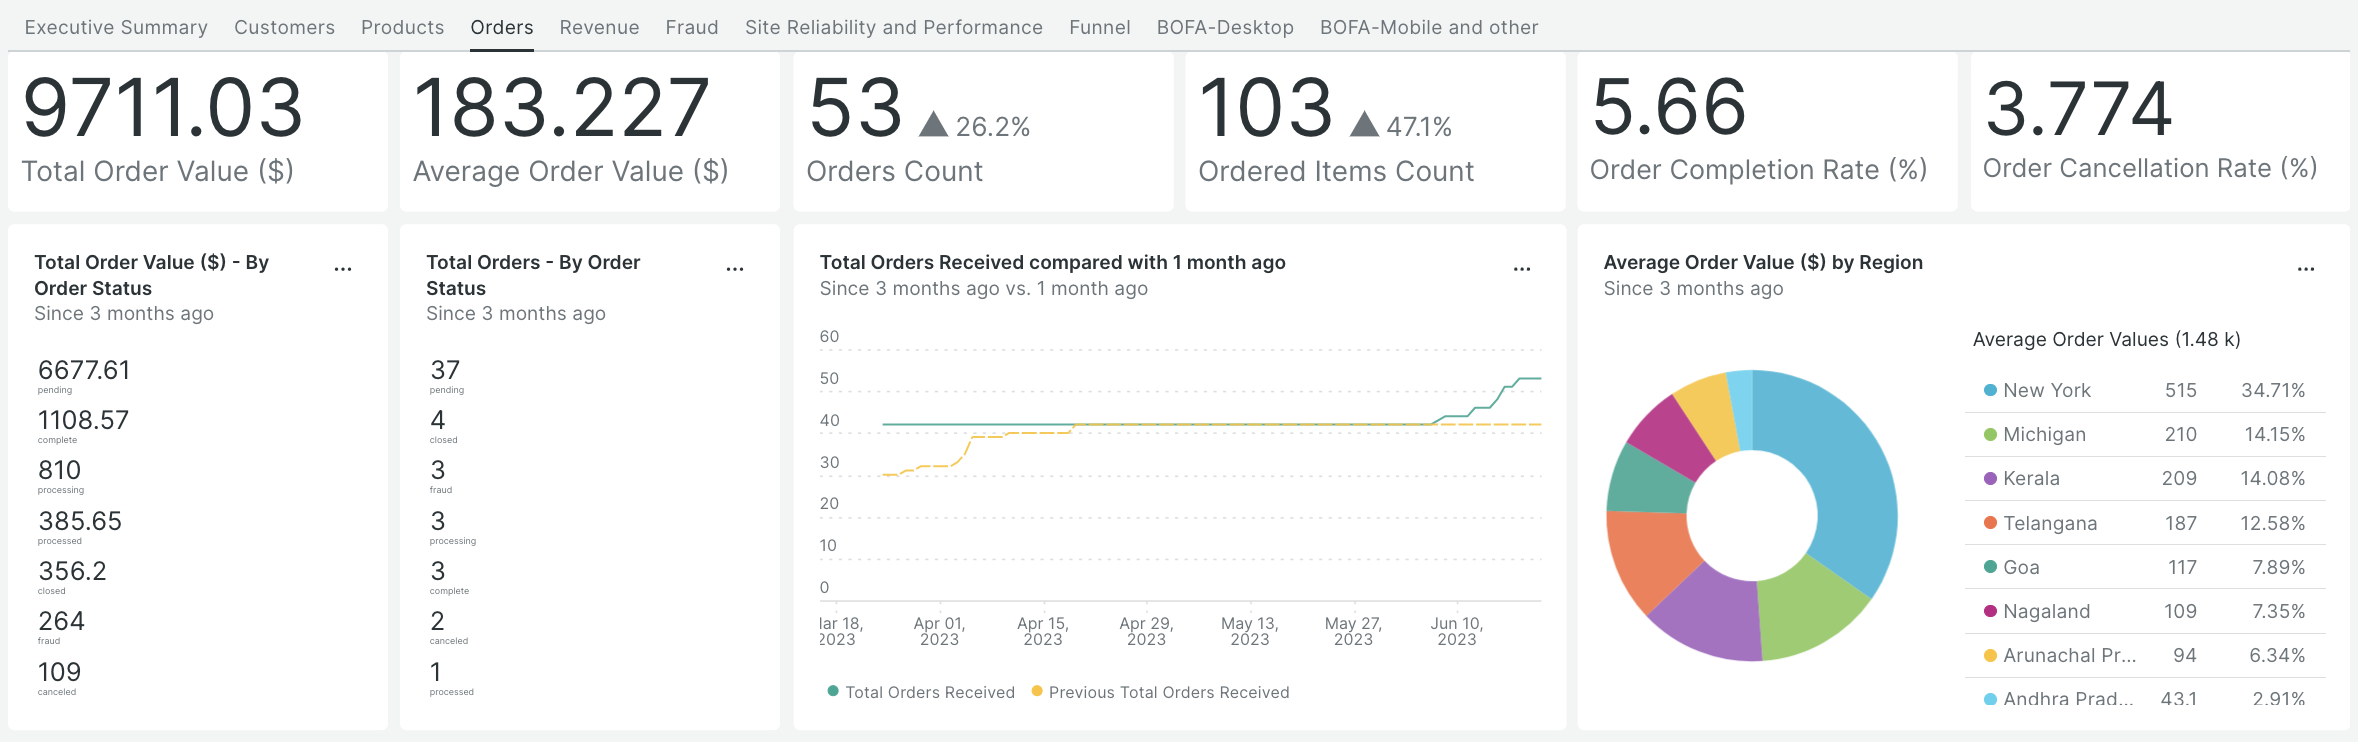 Executive Summary Customers Products Orders Revenue Fraud Site Reliability and Performance Funnel BOFA-Desktop BOFA-Mobile and other
9711.03
Total Order Value ($)
183.227
Average Order Value ($)
53 ▲ 26.2%
Orders Count
103 ▲ 47.1%
Ordered Items Count
5.66
Order Completion Rate (%)
3.774
Order Cancellation Rate (%)
Total Order Value ($) - By
Order Status
Since 3 months ago
6677.61
pending
1108.57
complete
810
processing
385.65
processed
356.2
closed
264
fraud
109
canceled
Total Orders - By Order
Status
Since 3 months ago
37
pending
4
closed
3
fraud
3
processing
3
complete
2
canceled
1
processed
Total Orders Received compared with 1 month ago
Since 3 months ago vs. 1 month ago
60
50
40
30
20
10
0
ar 18, Apr 01, Apr 15, Apr 29, May 13, May 27, Jun 10,
2023 2023 2023 2023 2023 2023 2023
Total Orders Received Previous Total Orders Received
Average Order Value ($) by Region
Since 3 months ago
Average Order Values (1.48 k)
New York 515 34.71%
Michigan 210 14.15%
Kerala 209 14.08%
Telangana 187 12.58%
Goa 117 7.89%
Nagaland 109 7.35%
Arunachal Pr... 94 6.34%
Andhra Prad... 43.1 2.91%